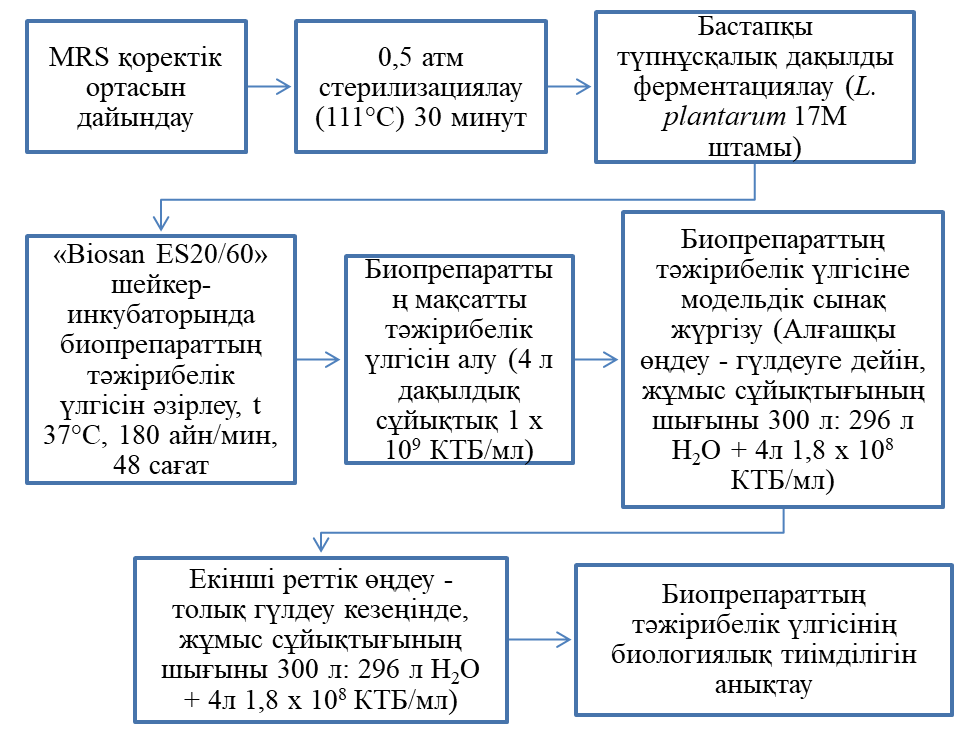 MRS қоректік
ортасын
дайындау
0,5 атм
стерилизациялау
(111°C) 30 минут
Бастапқы
түпнұсқалық дақылды
ферментациялау (L.
plantarum 17М
штамы)
«Biosan ES20/60»
шейкер-
инкубаторында
биопрепараттың
тәжірибелік
үлгісін әзірлеу, t
37°C, 180 айн/мин,
48 сағат
Биопрепаратты
ң мақсатты
тәжірибелік
үлгісін алу (4 л
дақылдық
сұйықтық 1 х
10⁹ КТБ/мл)
Биопрепараттың
тәжірибелік үлгісіне
модельдік сынақ
жүргізу (Алғашқы
өңдеу - гүлдеуге дейін,
жұмыс сұйықтығының
шығыны 300 л: 296 л
H₂O + 4л 1,8 х 10⁸
КТБ/мл)
Екінші реттік өңдеу -
толық гүлдеу кезеңінде,
жұмыс сұйықтығының
шығыны 300 л: 296 л H₂O
+ 4л 1,8 х 10⁸ КТБ/мл)
Биопрепараттың
тәжірибелік үлгісінің
биологиялық тиімділігін
анықтау